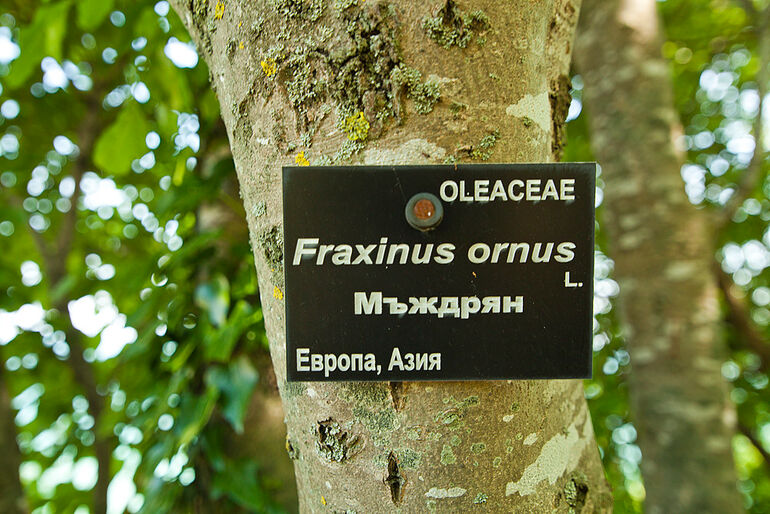 OLEACEAE
Fraxinus ornus
L.
Мъждрян
Европа, Азия